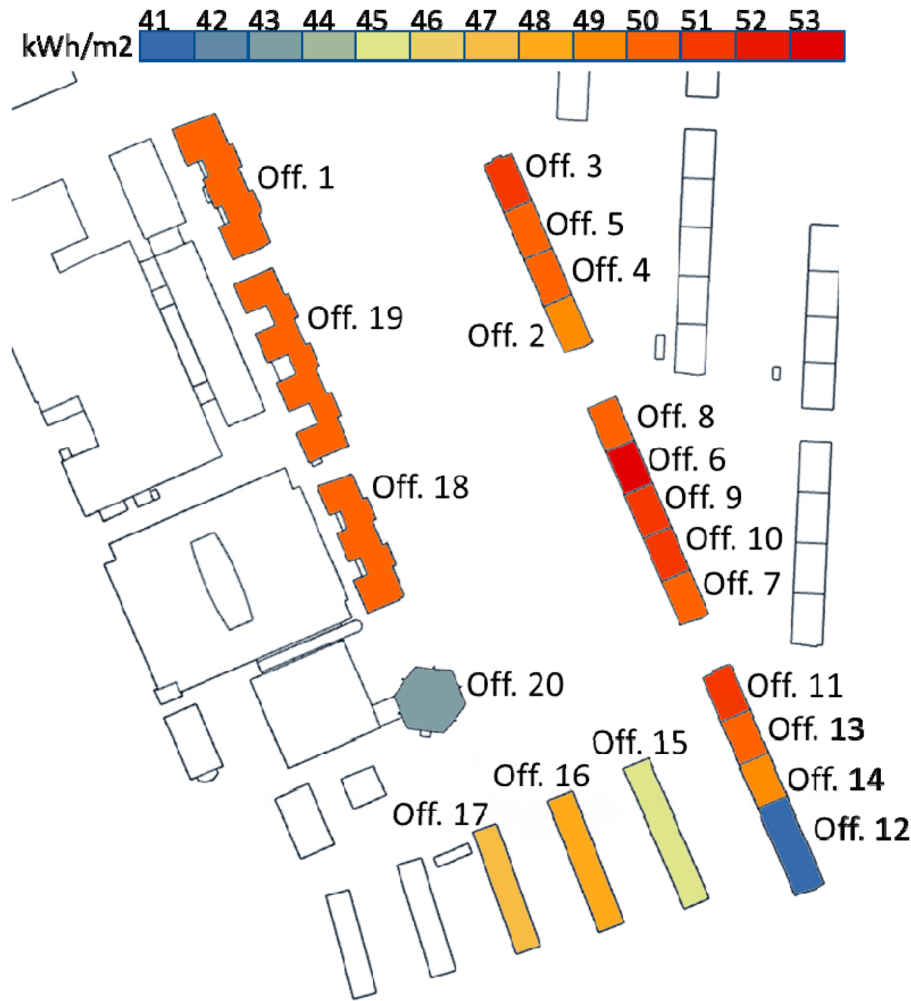 41 42 43 44 45 46 47 48 49 50 51 52 53
kWh/m2
Off. 3
Off. 1
Off. 5
Off. 4
Off. 19
Off. 2
Off. 8
Off. 6
Off. 18
Off. 9
Off. 10
Off. 7
Off. 20
Off. 11
Off. 13
Off. 15
Off. 16
Off. 14
Off. 17
Off. 12